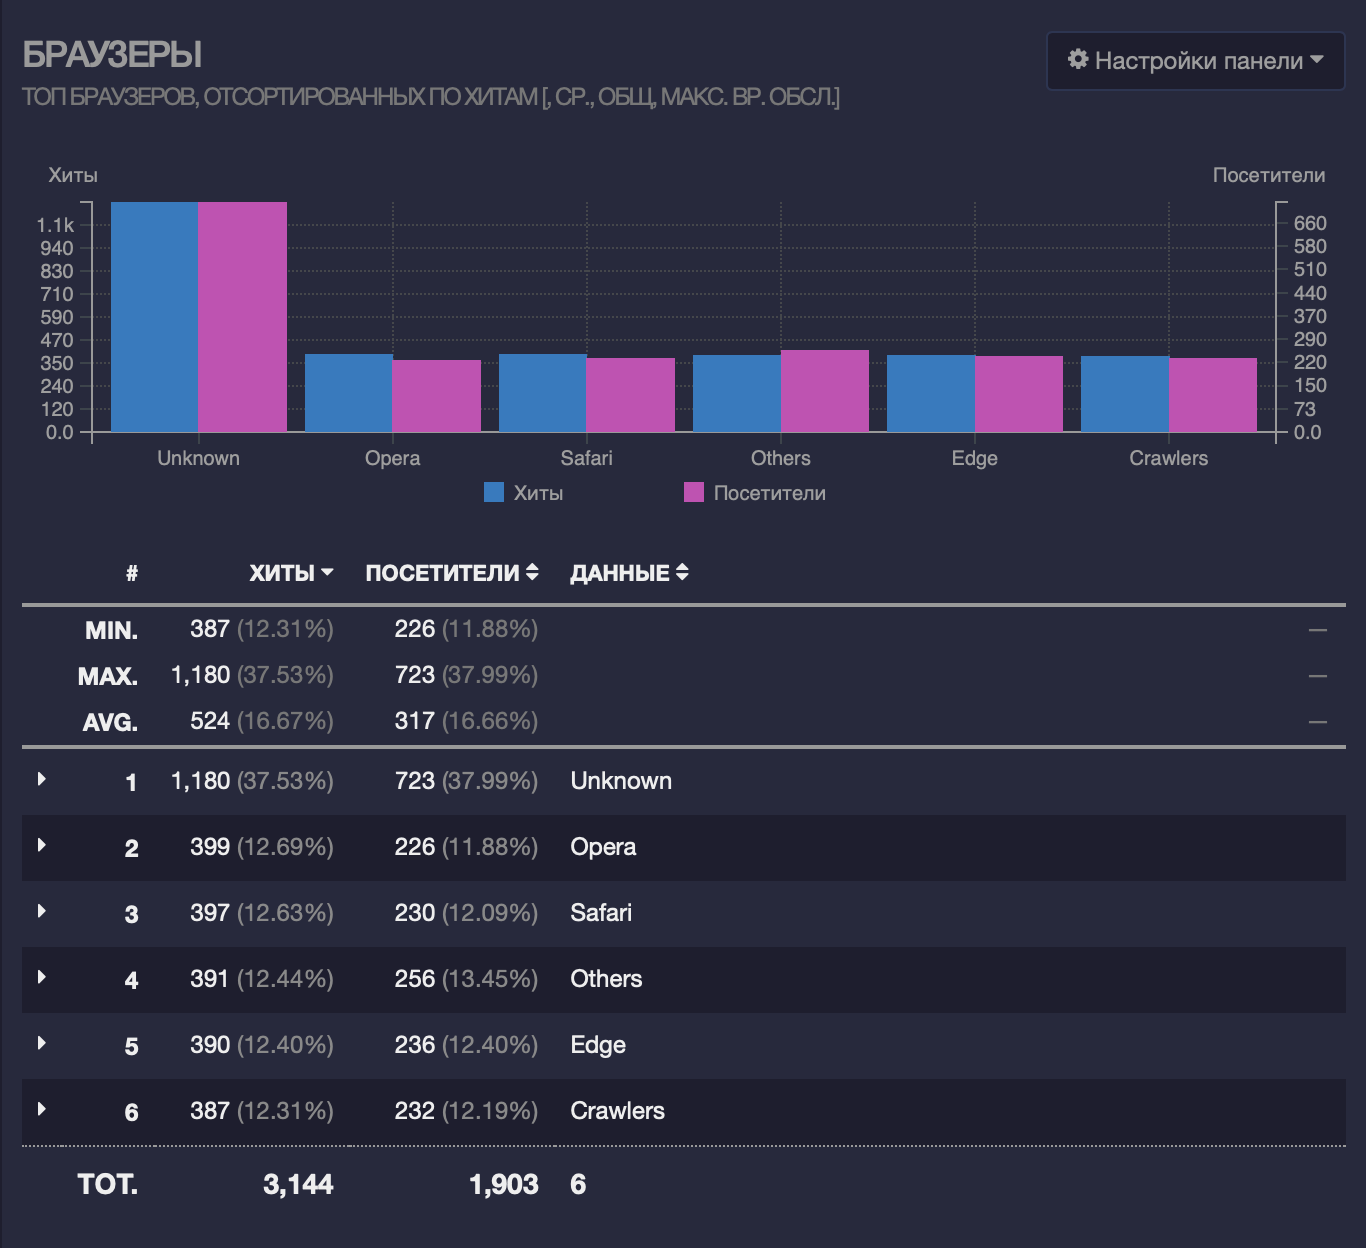 БРАУЗЕРЫ
Настройки панели
ТОП БРАУЗЕРОВ, ОТСОРТИРОВАННЫХ ПО ХИТАМ [, СР., ОБЩ, МАКС. ВР. ОБСЛ.]
Хиты Посетители
1.1k 660
940 580
830 510
710 440
590 370
470 290
350 220
240 150
120 73
0.0 0.0
Unknown Opera Safari Others Edge Crawlers
Хиты Посетители
# ХИТЫ ПОСЕТИТЕЛИ ДАННЫЕ
MIN. 387 (12.31%) 226 (11.88%) —
MAX. 1,180 (37.53%) 723 (37.99%) —
AVG. 524 (16.67%) 317 (16.66%) —
1 1,180 (37.53%) 723 (37.99%) Unknown
2 399 (12.69%) 226 (11.88%) Opera
3 397 (12.63%) 230 (12.09%) Safari
4 391 (12.44%) 256 (13.45%) Others
5 390 (12.40%) 236 (12.40%) Edge
6 387 (12.31%) 232 (12.19%) Crawlers
TOT. 3,144 1,903 6